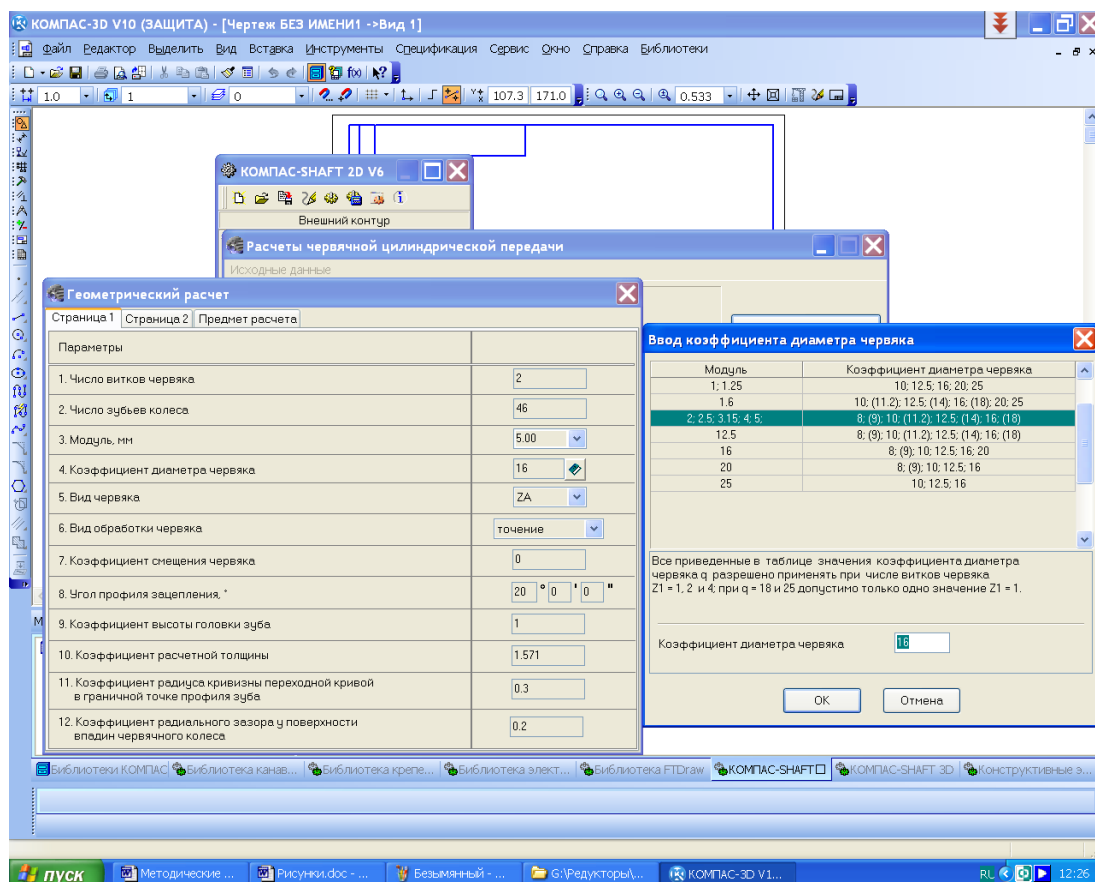 КОМПАС-3D V10 (ЗАЩИТА) - [Чертеж БЕЗ ИМЕНИ1 ->Вид 1]
Файл Редактор Выделить Вид Вставка Инструменты Спецификация Сервис Окно Справка Библиотеки
1.0 1 0 107.3 171.0 0.533
КОМПАС-SHAFT 2D V6
Внешний контур
Расчеты червячной цилиндрической передачи
Исходные данные
Геометрический расчет
Страница 1 Страница 2 Предмет расчета
Параметры
1. Число витков червяка 2
2. Число зубьев колеса 46
3. Модуль, мм 5.00
4. Коэффициент диаметра червяка 16
5. Вид червяка ZA
6. Вид обработки червяка точение
7. Коэффициент смещения червяка 0
8. Угол профиля зацепления, ° 20 ° 0 ' 0 "
9. Коэффициент высоты головки зуба 1
10. Коэффициент расчетной толщины 1.571
11. Коэффициент радиуса кривизны переходной кривой
в граничной точке профиля зуба 0.3
12. Коэффициент радиального зазора у поверхности
впадин червячного колеса 0.2
Ввод коэффициента диаметра червяка
Модуль Коэффициент диаметра червяка
1; 1.25 10; 12.5; 16; 20; 25
1.6 10; (11.2); 12.5; (14); 16; (18); 20; 25
2; 2.5; 3.15; 4; 5; 8; (9); 10; (11.2); 12.5; (14); 16; (18)
12.5 8; (9); 10; (11.2); 12.5; (14); 16; (18)
16 8; (9); 10; 12.5; 16; 20
20 8; (9); 10; 12.5; 16
25 10; 12.5; 16
Все приведенные в таблице значения коэффициента диаметра
червяка q разрешено применять при числе витков червяка
Z1 = 1, 2 и 4; при q = 18 и 25 допустимо только одно значение Z1 = 1.
Коэффициент диаметра червяка 16
OK Отмена
Библиотеки КОМПАС Библиотека канав... Библиотека крепе... Библиотека элект... Библиотека FTDraw КОМПАС-SHAFT КОМПАС-SHAFT 3D Конструктивные э...
пуск Методические ... Рисунки.doc - ... Безымянный - ... G:\Редукторы\... КОМПАС-3D V1... RU 12:26